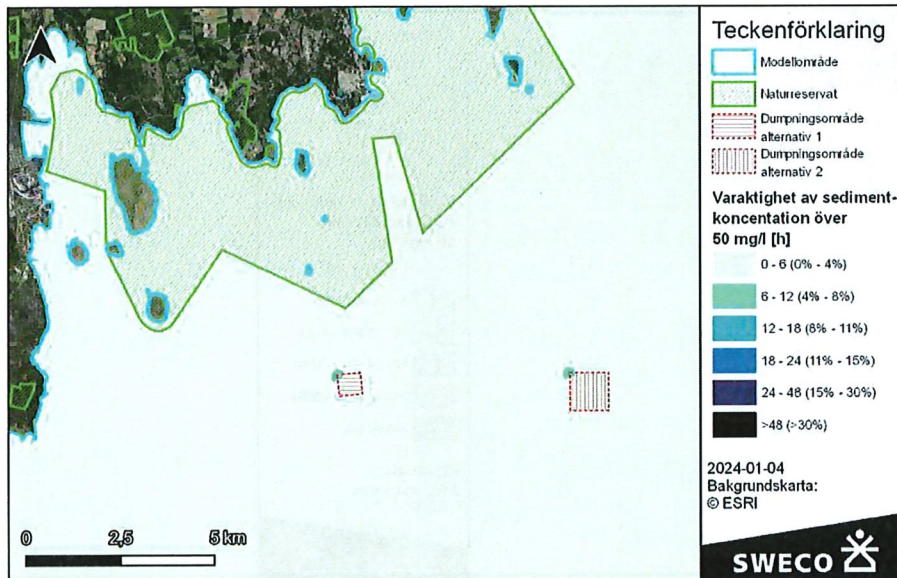 Teckenförklaring
Modellområde
Naturreservat
Dumpningsområde
alternativ 1
Dumpningsområde
alternativ 2
Varaktighet av sediment-
koncentation över
50 mg/l [h]
0 - 6 (0% - 4%)
6 - 12 (4% - 8%)
12 - 18 (8% - 11%)
18 - 24 (11% - 15%)
24 - 48 (15% - 30%)
>48 (>30%)
2024-01-04
Bakgrundskarta:
© ESRI
0 2,5 5 km
SWECO